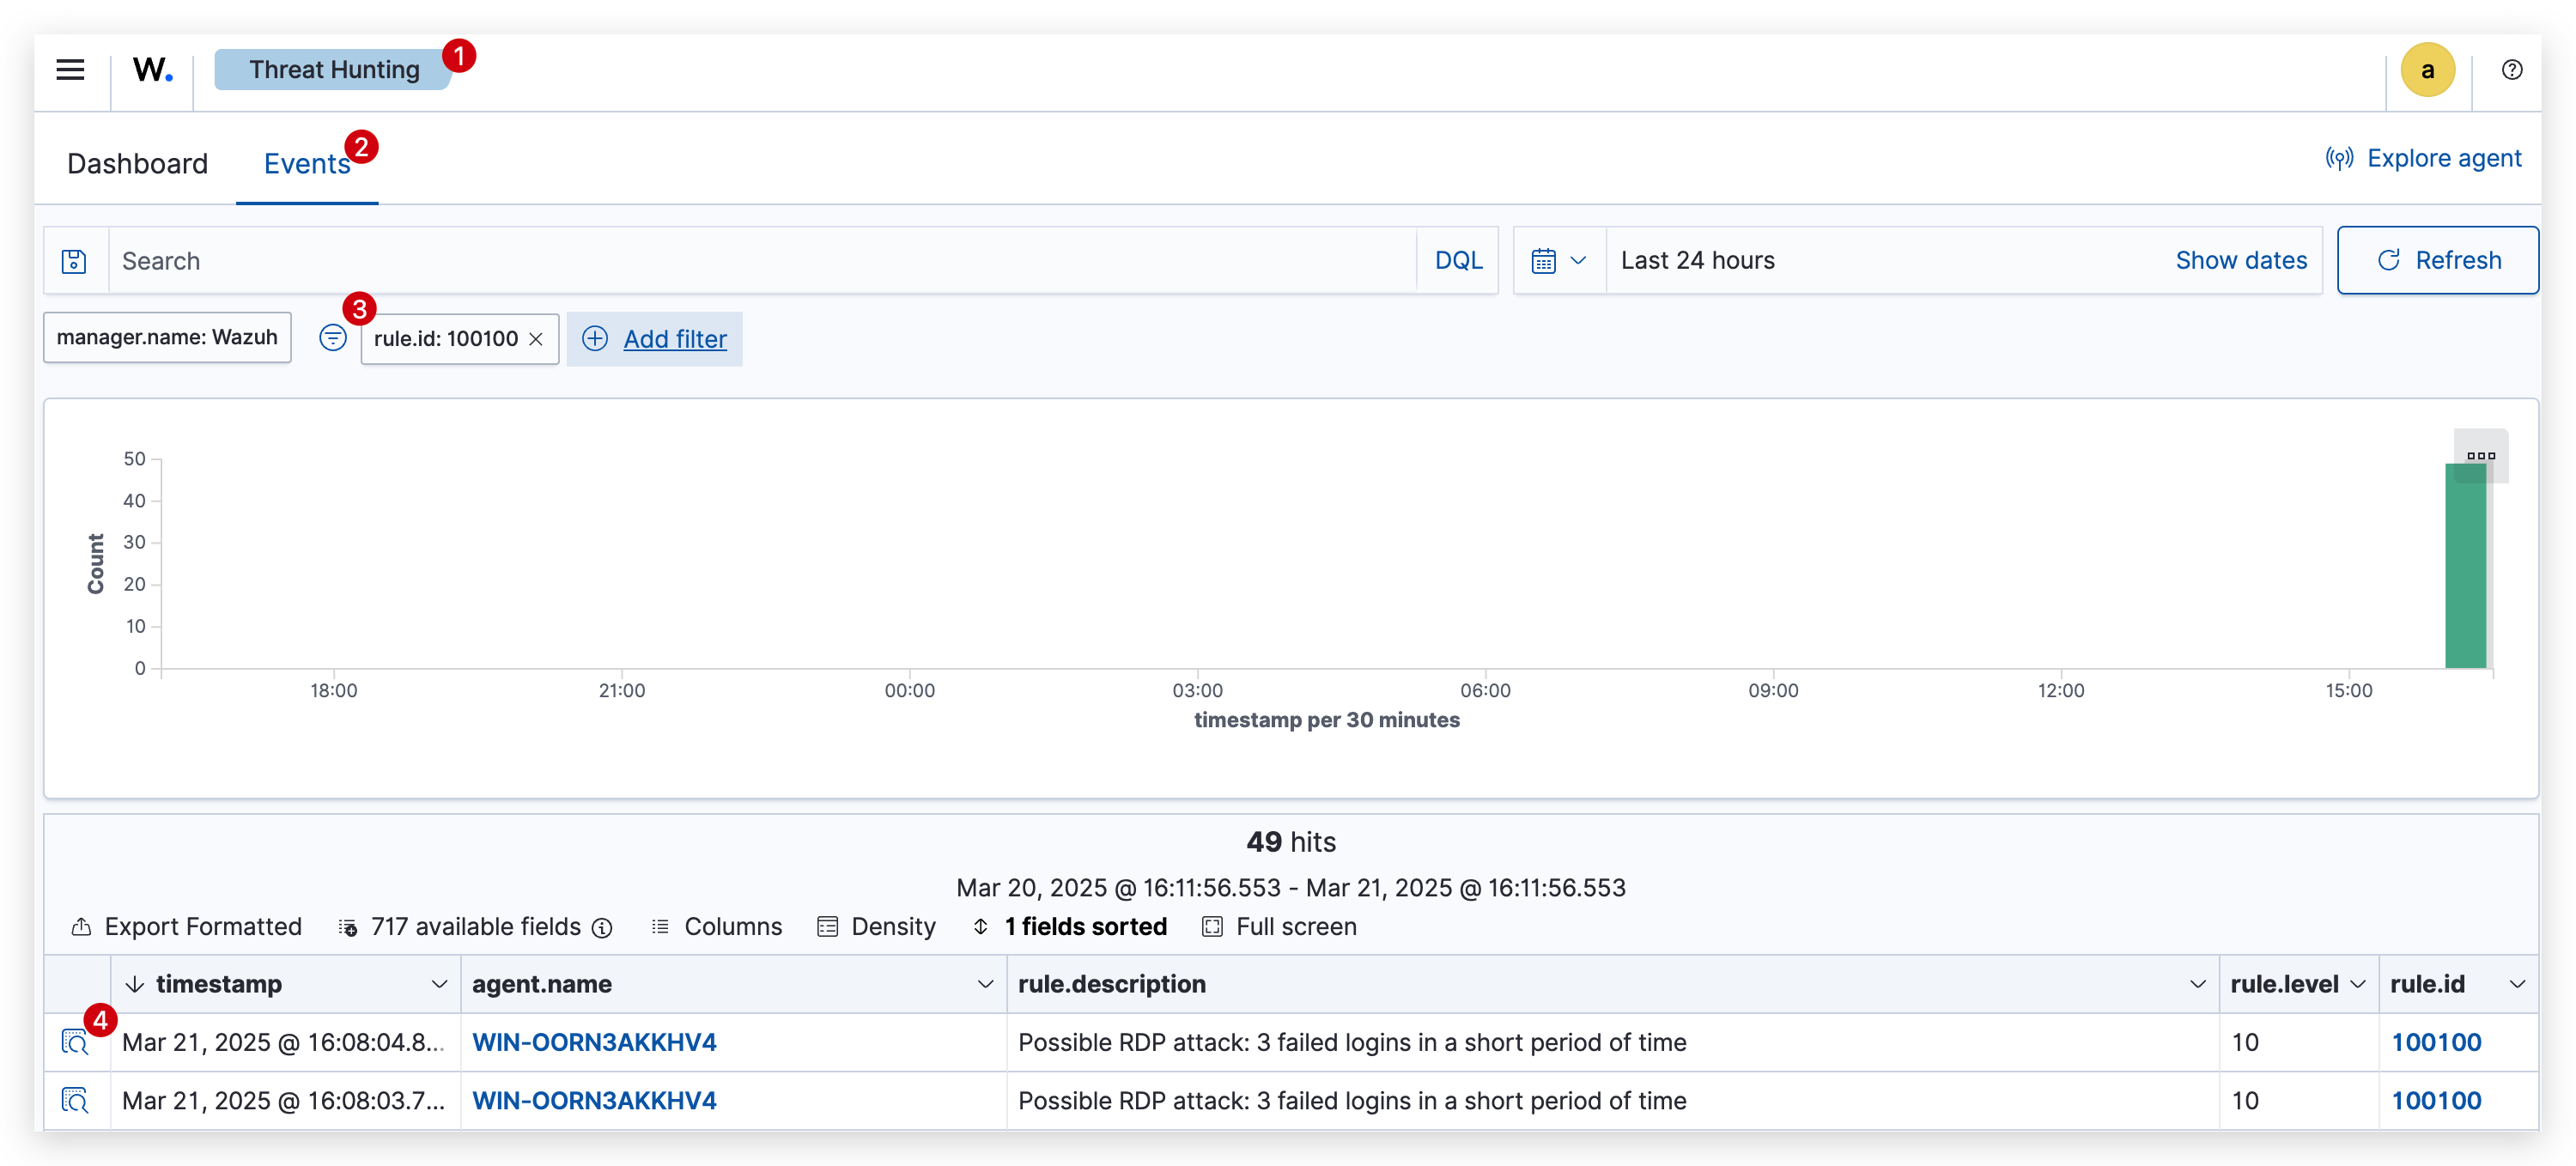 W. Threat Hunting 1 a
Dashboard Events 2 Explore agent
Search DQL Last 24 hours Show dates Refresh
3
manager.name: Wazuh rule.id: 100100 Add filter
50
40
30
20
10
0
Count
18:00 21:00 00:00 03:00 06:00 09:00 12:00 15:00
timestamp per 30 minutes
49 hits
Mar 20, 2025 @ 16:11:56.553 - Mar 21, 2025 @ 16:11:56.553
Export Formatted 717 available fields Columns Density 1 fields sorted Full screen
timestamp agent.name rule.description rule.level rule.id
4
Mar 21, 2025 @ 16:08:04.8... WIN-OORN3AKKHV4 Possible RDP attack: 3 failed logins in a short period of time 10 100100
Mar 21, 2025 @ 16:08:03.7... WIN-OORN3AKKHV4 Possible RDP attack: 3 failed logins in a short period of time 10 100100